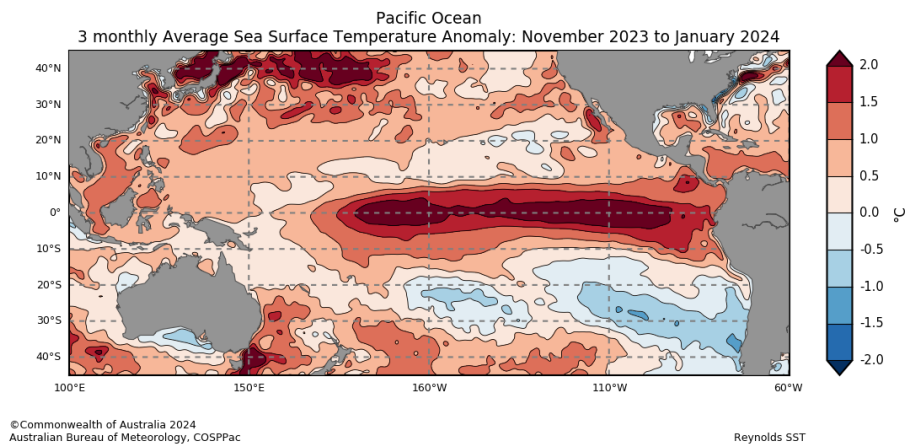 Pacific Ocean
3 monthly Average Sea Surface Temperature Anomaly: November 2023 to January 2024
40°N
30°N
20°N
10°N
0°
10°S
20°S
30°S
40°S
100°E
150°E
160°W
110°W
60°W
2.0
1.5
1.0
0.5
0.0
-0.5
-1.0
-1.5
-2.0
°C
©Commonwealth of Australia 2024
Australian Bureau of Meteorology, COSPPac
Reynolds SST